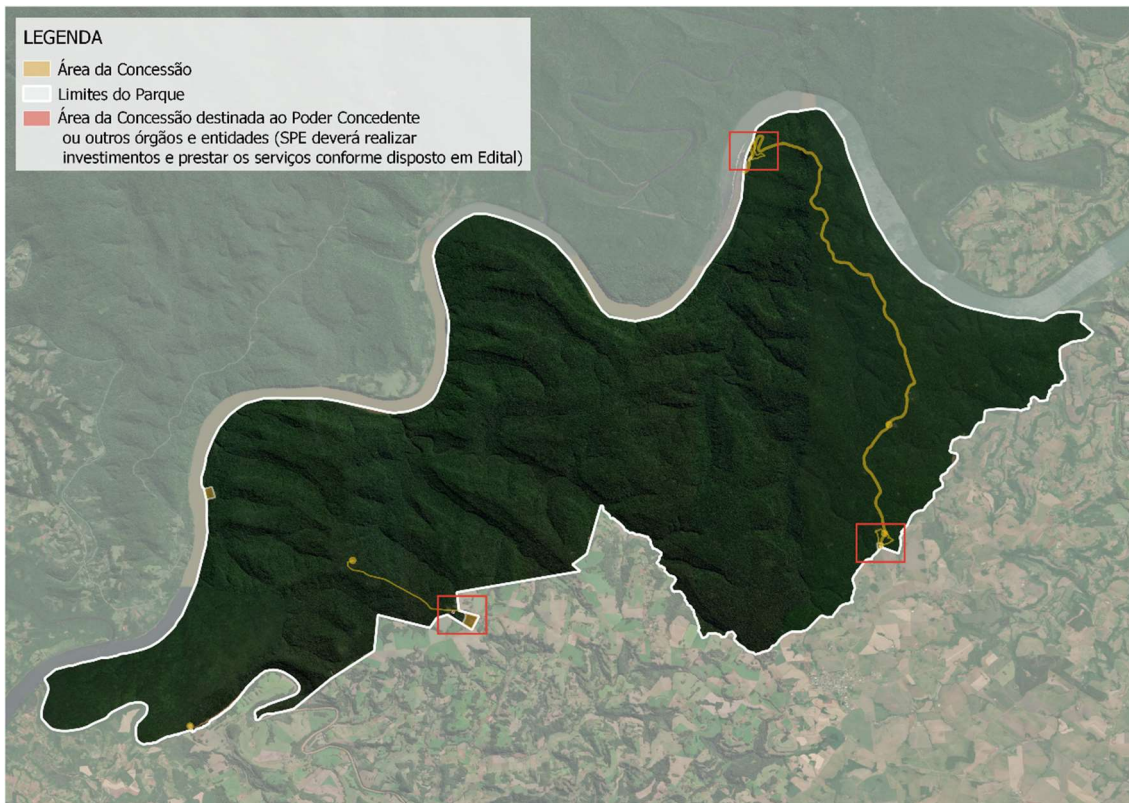 LEGENDA
Área da Concessão
Limites do Parque
Área da Concessão destinada ao Poder Concedente
ou outros órgãos e entidades (SPE deverá realizar
investimentos e prestar os serviços conforme disposto em Edital)